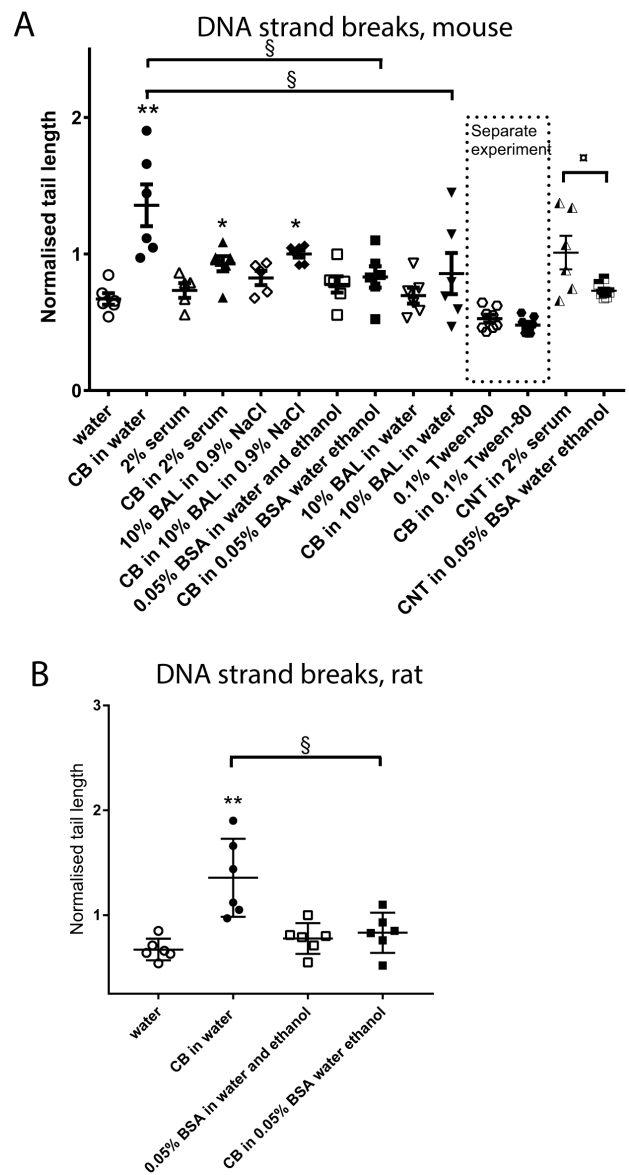 A
DNA strand breaks, mouse
§
§
**
*
*
Separate
experiment
¤
Normalised tail length
2
1
0
water
CB in water
2% serum
CB in 2% serum
10% BAL in 0.9% NaCl
CB in 10% BAL in 0.9% NaCl
0.05% BSA in water and ethanol
CB in 0.05% BSA water ethanol
10% BAL in water
CB in 10% BAL in water
0.1% Tween-80
CB in 0.1% Tween-80
CNT in 2% serum
CNT in 0.05% BSA water ethanol
B
DNA strand breaks, rat
§
**
Normalised tail length
3
2
1
water
CB in water
0.05% BSA in water and ethanol
CB in 0.05% BSA water ethanol